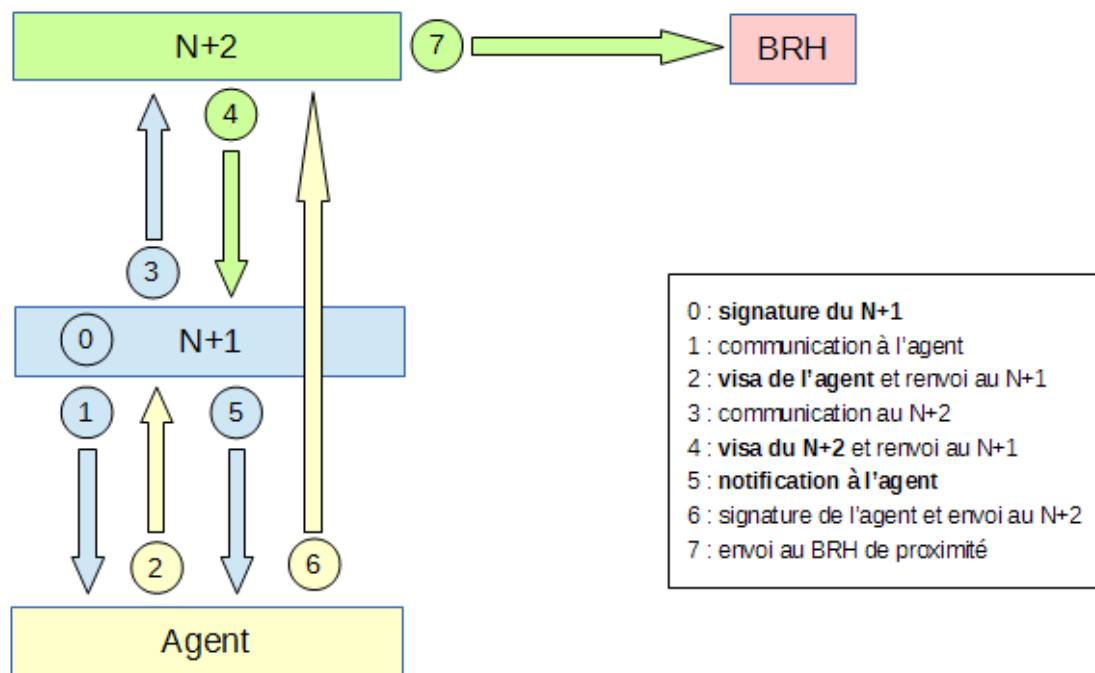 N+2
7
BRH
4
3
0
N+1
1
5
2
6
Agent
0 : signature du N+1
1 : communication à l'agent
2 : visa de l'agent et renvoi au N+1
3 : communication au N+2
4 : visa du N+2 et renvoi au N+1
5 : notification à l'agent
6 : signature de l'agent et envoi au N+2
7 : envoi au BRH de proximité